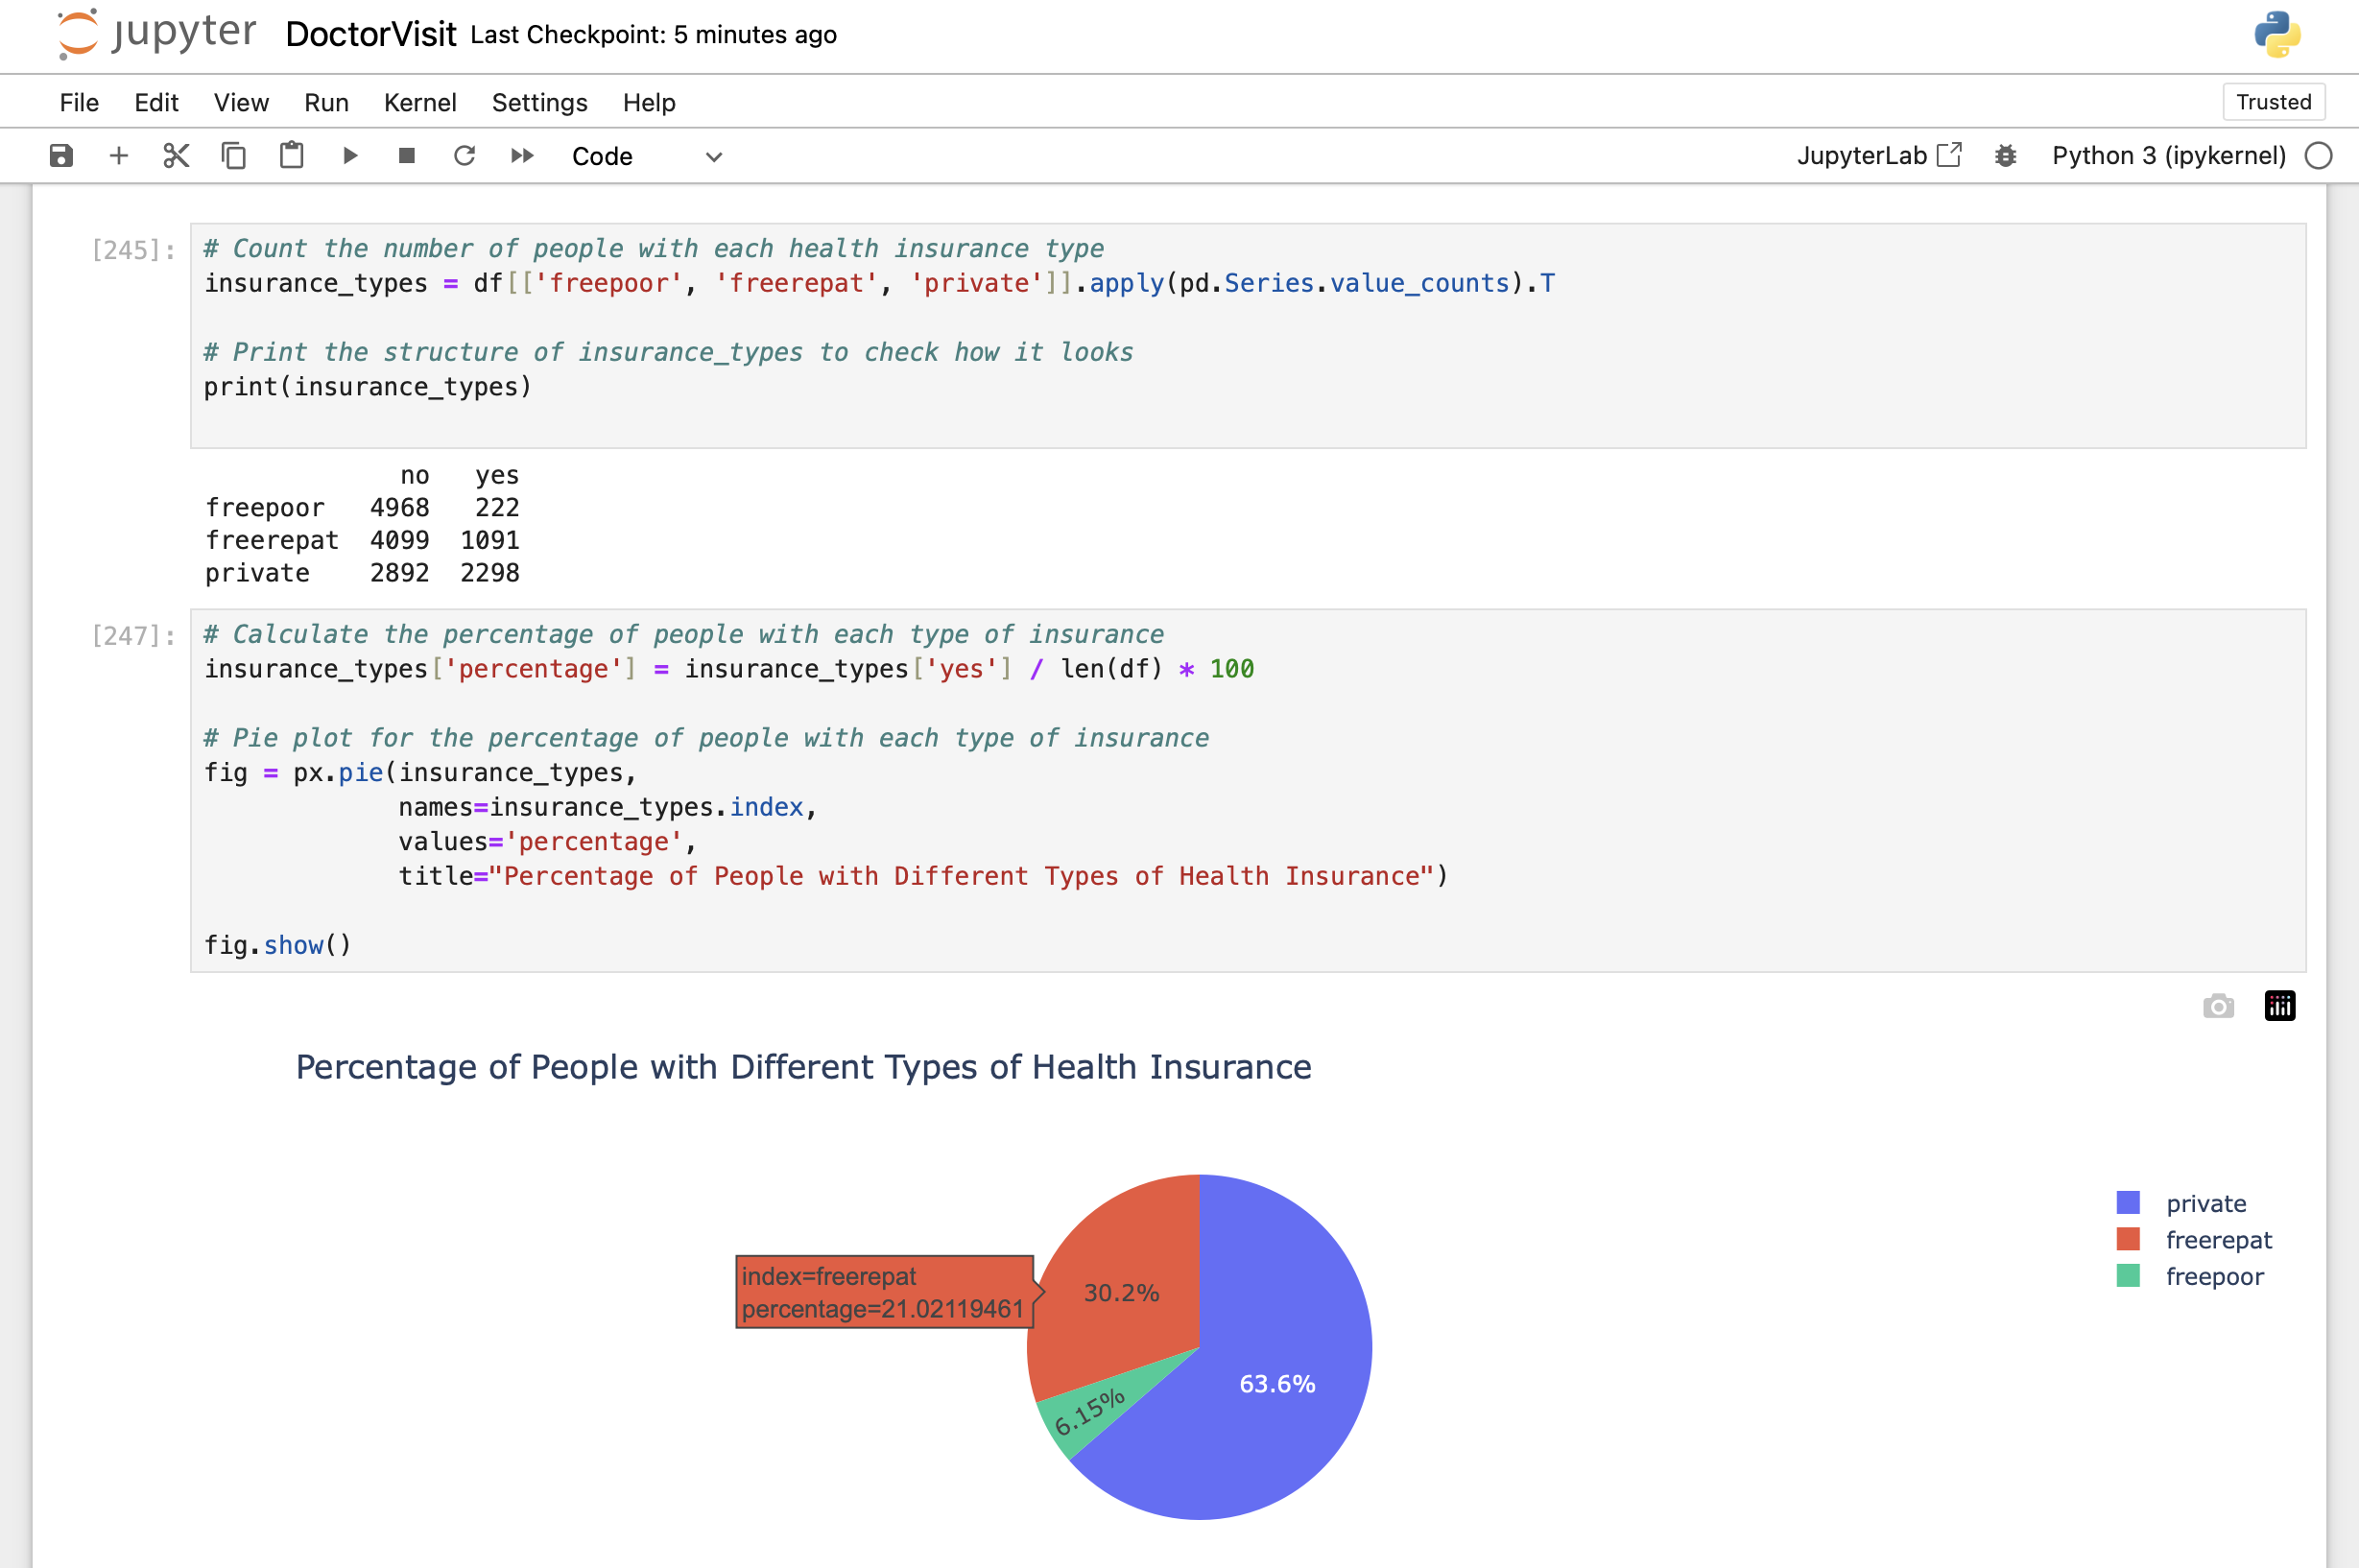 jupyter DoctorVisit Last Checkpoint: 5 minutes ago
File Edit View Run Kernel Settings Help Trusted
Code JupyterLab Python 3 (ipykernel)
[245]: # Count the number of people with each health insurance type
insurance_types = df[['freepoor', 'freerepat', 'private']].apply(pd.Series.value_counts).T
# Print the structure of insurance_types to check how it looks
print(insurance_types)
no yes
freepoor 4968 222
freerepat 4099 1091
private 2892 2298
[247]: # Calculate the percentage of people with each type of insurance
insurance_types['percentage'] = insurance_types['yes'] / len(df) * 100
# Pie plot for the percentage of people with each type of insurance
fig = px.pie(insurance_types,
names=insurance_types.index,
values='percentage',
title="Percentage of People with Different Types of Health Insurance")
fig.show()
Percentage of People with Different Types of Health Insurance
private
freerepat
freepoor
index=freerepat
percentage=21.02119461
30.2%
63.6%
6.15%